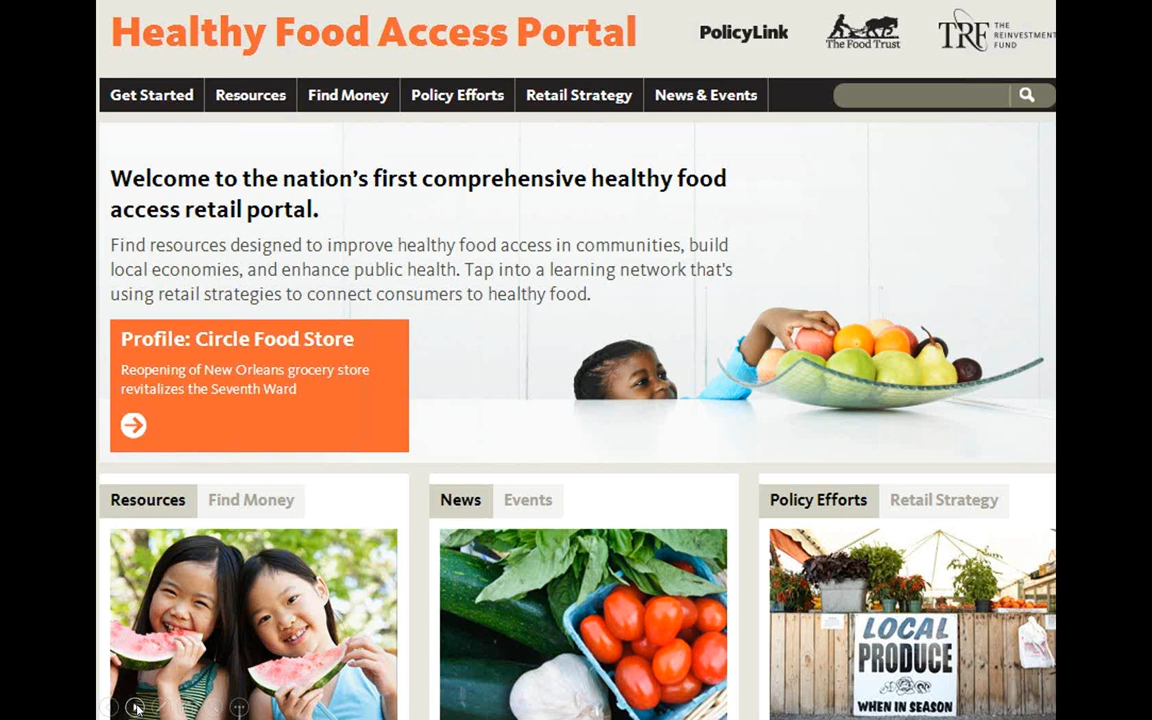 Healthy Food Access Portal
PolicyLink
The Food Trust
TRF THE REINVESTMENT FUND
Get Started Resources Find Money Policy Efforts Retail Strategy News & Events
Welcome to the nation's first comprehensive healthy food
access retail portal.
Find resources designed to improve healthy food access in communities, build
local economies, and enhance public health. Tap into a learning network that's
using retail strategies to connect consumers to healthy food.
Profile: Circle Food Store
Reopening of New Orleans grocery store
revitalizes the Seventh Ward
Resources Find Money
News Events
Policy Efforts Retail Strategy
LOCAL
PRODUCE
WHEN IN SEASON